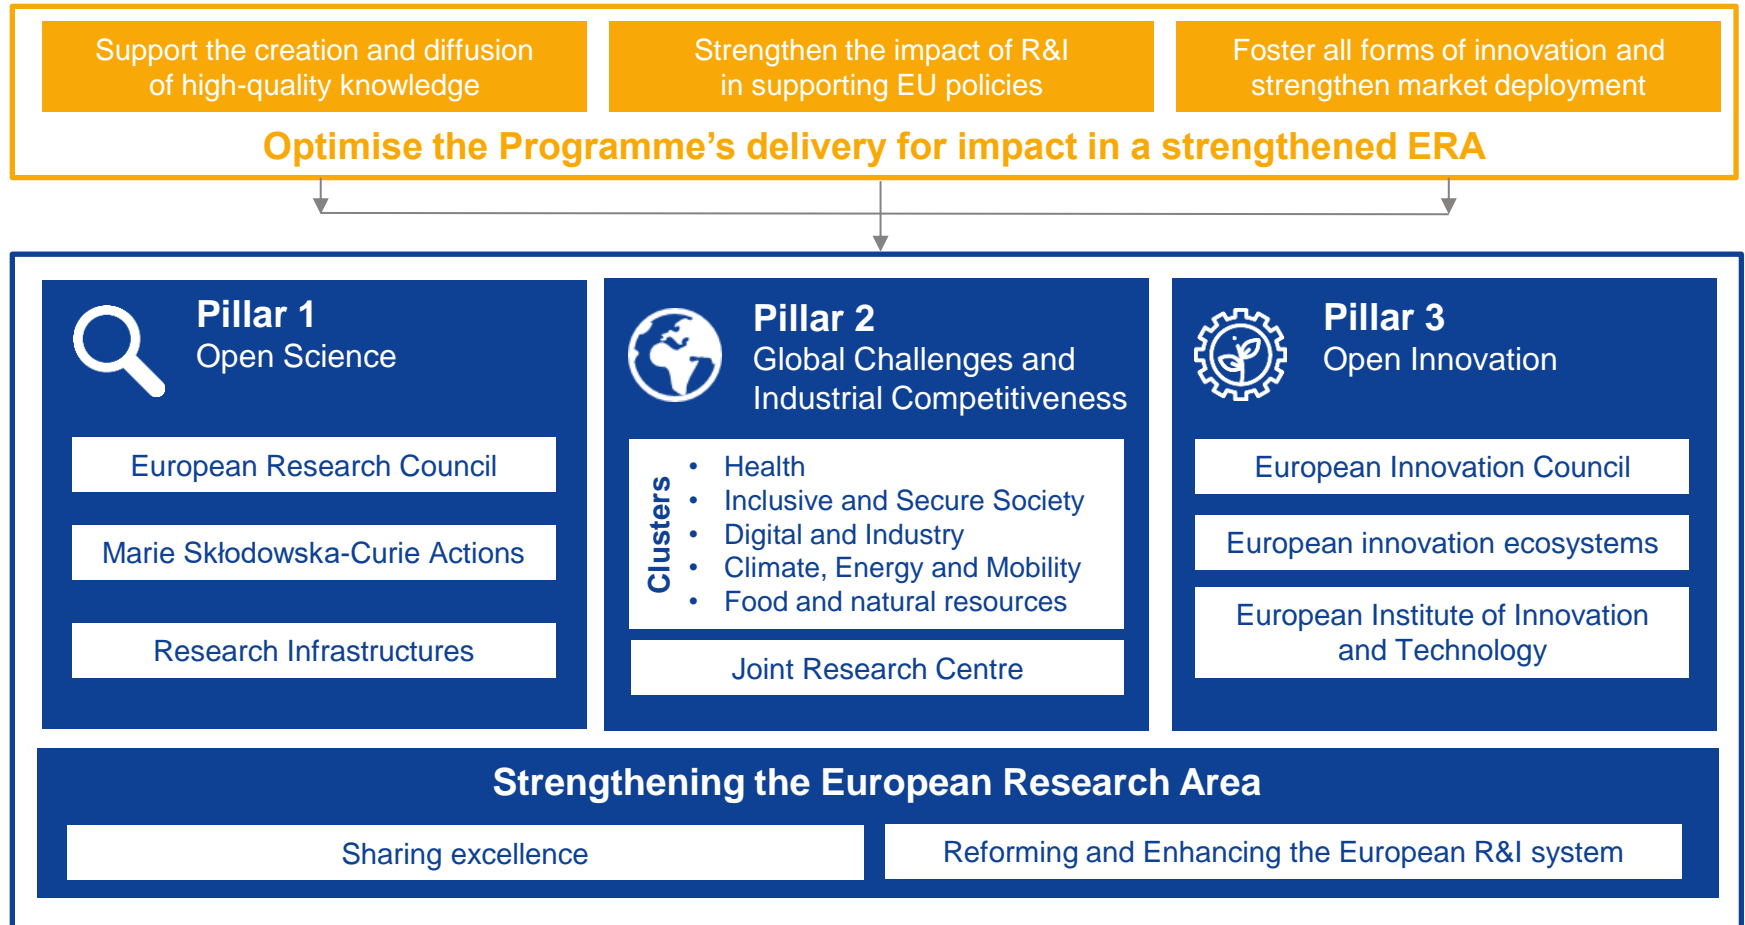 Support the creation and diffusion
of high-quality knowledge
Strengthen the impact of R&I
in supporting EU policies
Foster all forms of innovation and
strengthen market deployment
Optimise the Programme’s delivery for impact in a strengthened ERA
Pillar 1
Open Science
European Research Council
Marie Skłodowska-Curie Actions
Research Infrastructures
Pillar 2
Global Challenges and
Industrial Competitiveness
Clusters
• Health
• Inclusive and Secure Society
• Digital and Industry
• Climate, Energy and Mobility
• Food and natural resources
Joint Research Centre
Pillar 3
Open Innovation
European Innovation Council
European innovation ecosystems
European Institute of Innovation
and Technology
Strengthening the European Research Area
Sharing excellence
Reforming and Enhancing the European R&I system